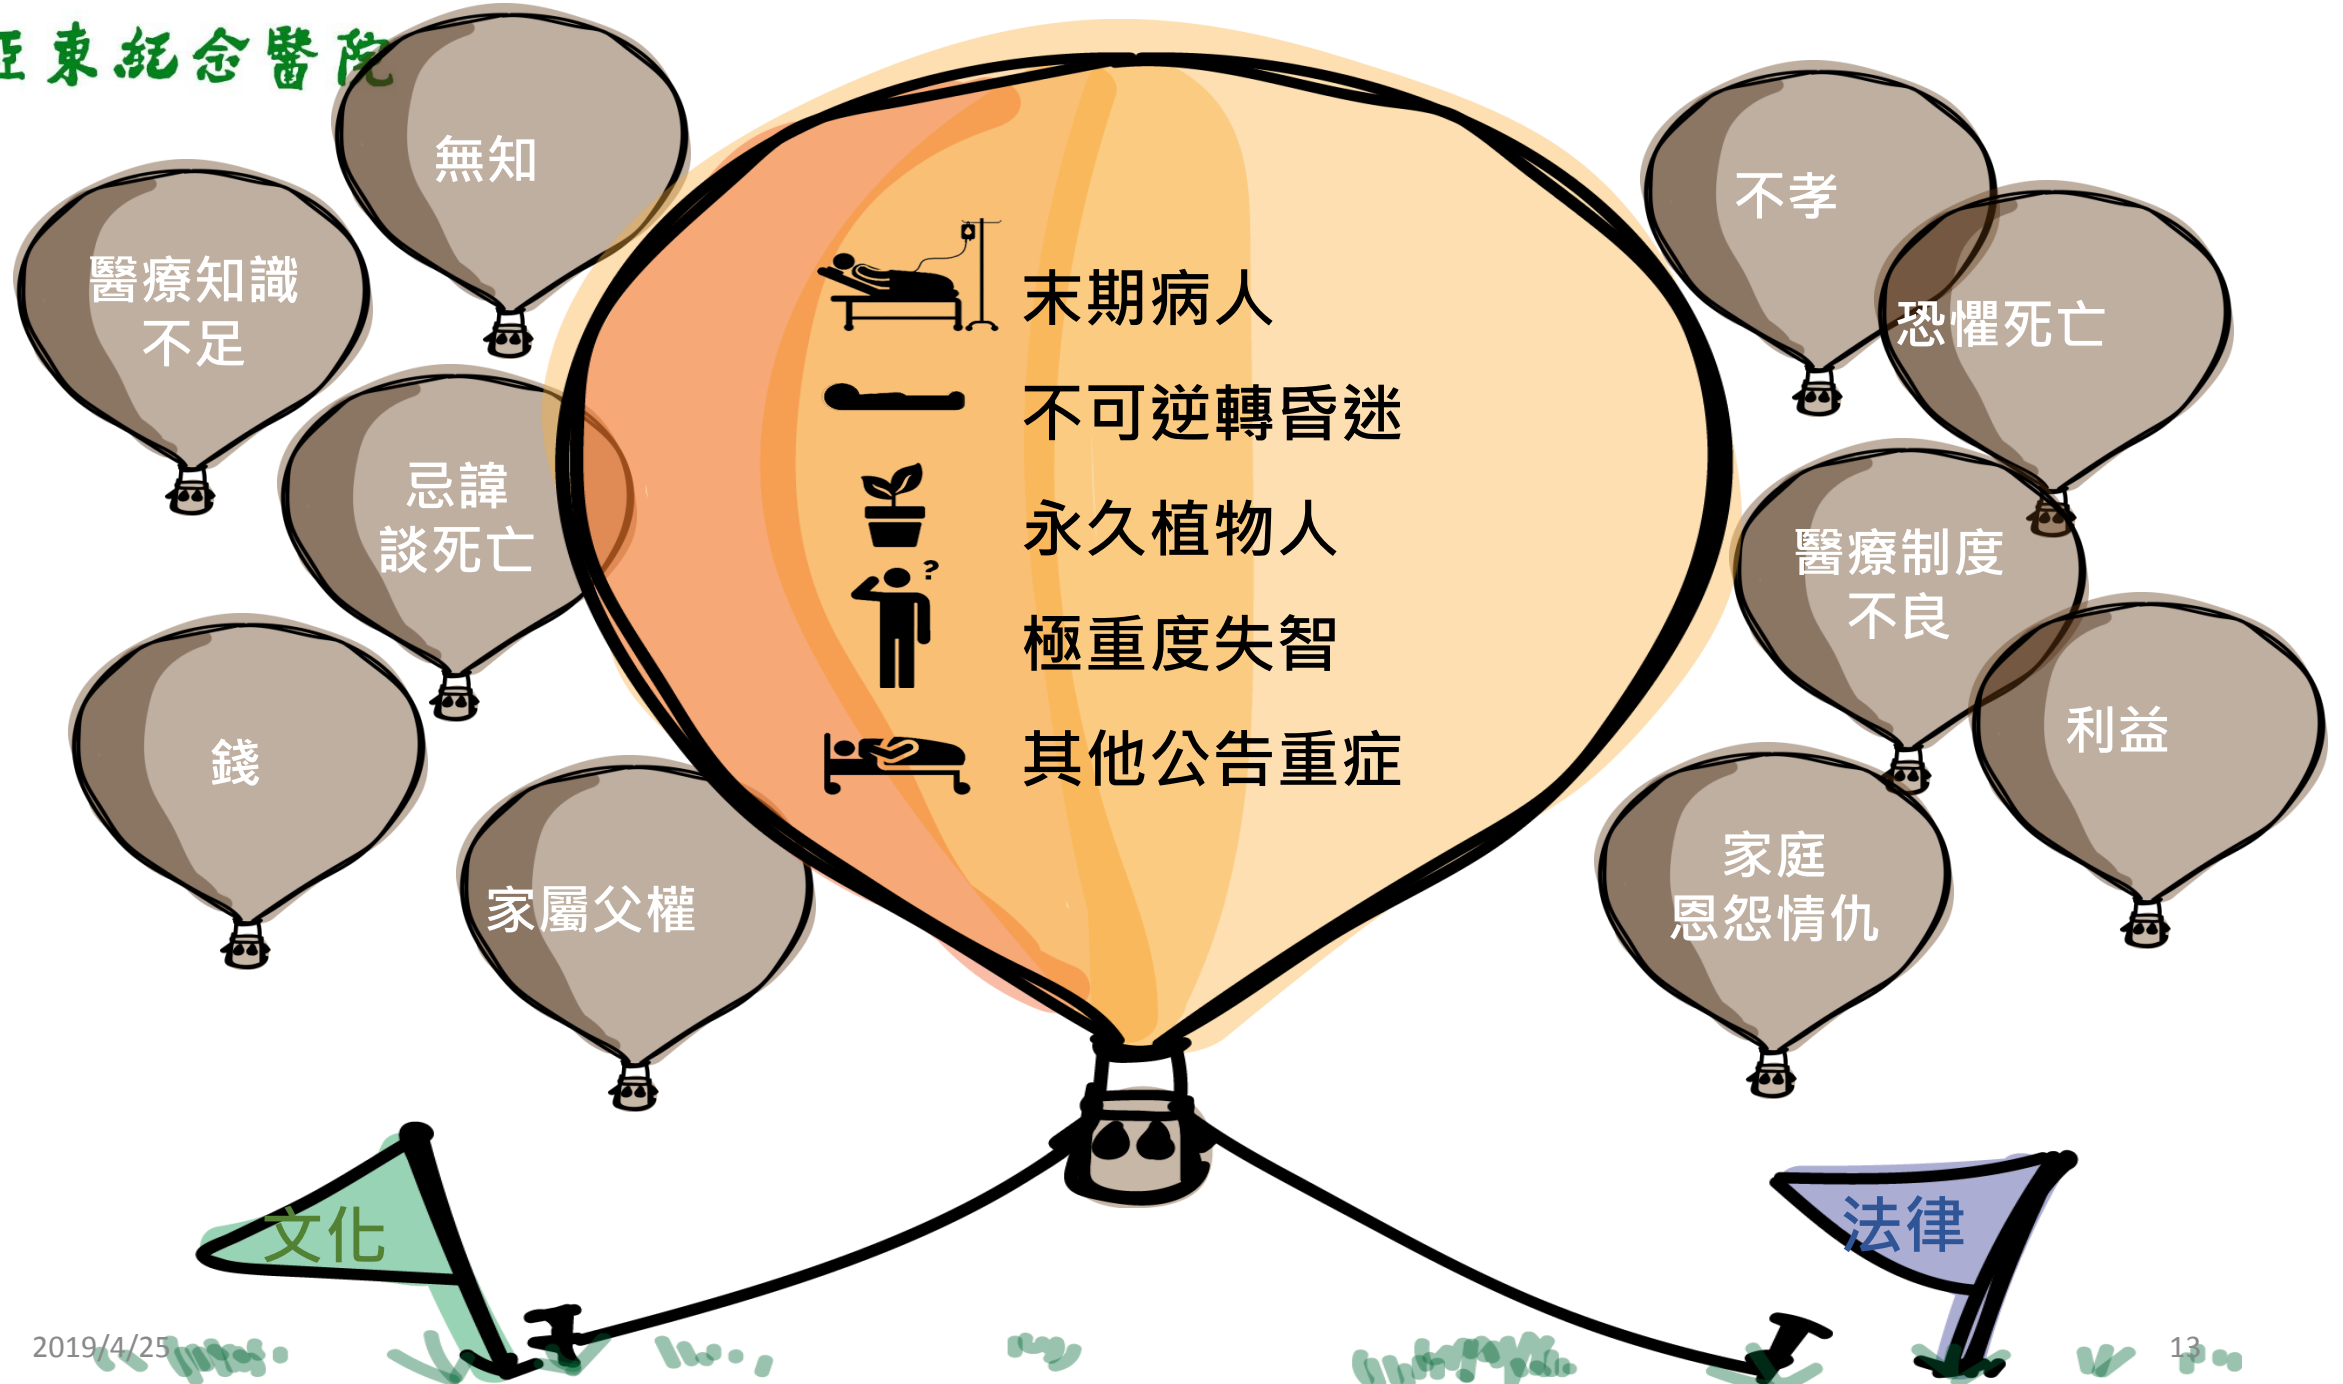 亞東紀念醫院
無知
醫療知識
不足
忌諱
談死亡
錢
家屬父權
末期病人
不可逆轉昏迷
永久植物人
?
極重度失智
其他公告重症
不孝
恐懼死亡
醫療制度
不良
利益
家庭
恩怨情仇
文化
法律
2019/4/25
13